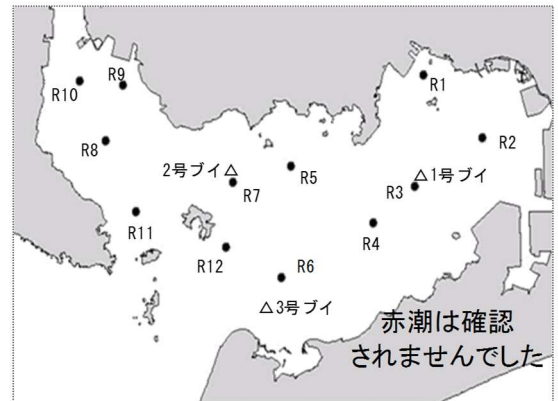 R9
R10
R1
R8
R2
2号ブイ△
R5
△1号ブイ
R7
R3
R11
R4
R12
R6
△3号ブイ
赤潮は確認
されませんでした